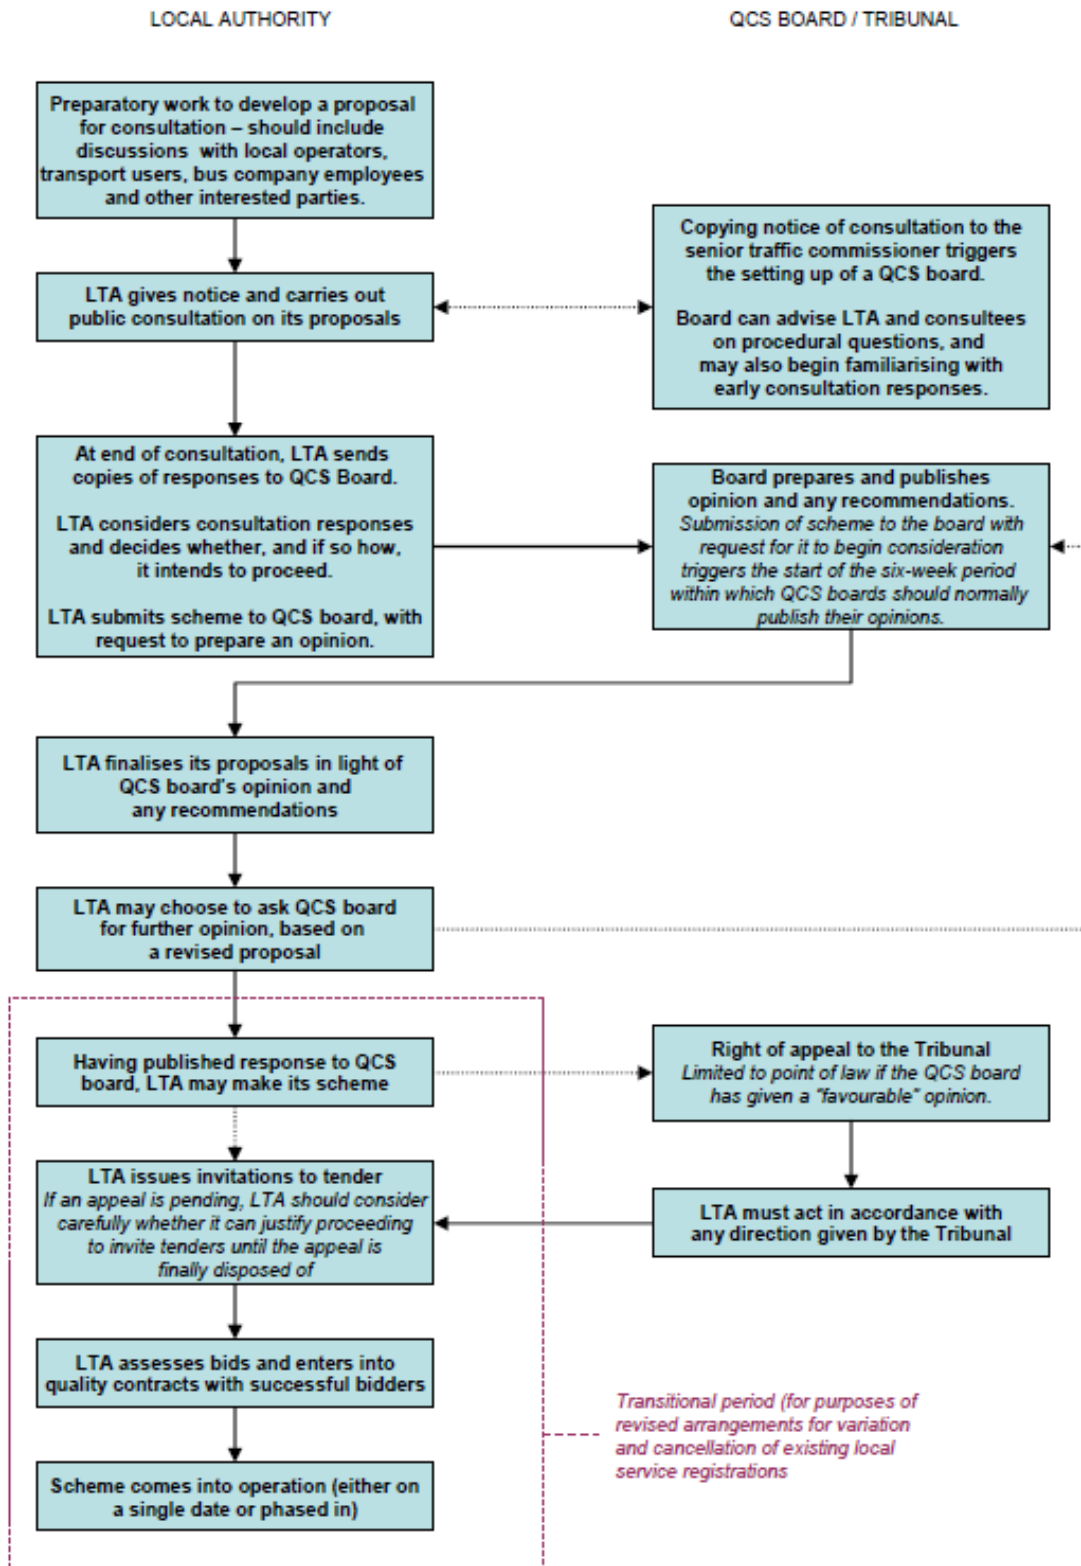 LOCAL AUTHORITY
QCS BOARD / TRIBUNAL
Preparatory work to develop a proposal
for consultation – should include
discussions with local operators,
transport users, bus company employees
and other interested parties.
Copying notice of consultation to the
senior traffic commissioner triggers
the setting up of a QCS board.
Board can advise LTA and consultees
on procedural questions, and
may also begin familiarising with
early consultation responses.
LTA gives notice and carries out
public consultation on its proposals
At end of consultation, LTA sends
copies of responses to QCS Board.
LTA considers consultation responses
and decides whether, and if so how,
it intends to proceed.
LTA submits scheme to QCS board, with
request to prepare an opinion.
Board prepares and publishes
opinion and any recommendations.
Submission of scheme to the board with
request for it to begin consideration
triggers the start of the six-week period
within which QCS boards should normally
publish their opinions.
LTA finalises its proposals in light of
QCS board's opinion and
any recommendations
LTA may choose to ask QCS board
for further opinion, based on
a revised proposal
Having published response to QCS
board, LTA may make its scheme
Right of appeal to the Tribunal
Limited to point of law if the QCS board
has given a "favourable" opinion.
LTA issues invitations to tender
If an appeal is pending, LTA should consider
carefully whether it can justify proceeding
to invite tenders until the appeal is
finally disposed of
LTA must act in accordance with
any direction given by the Tribunal
LTA assesses bids and enters into
quality contracts with successful bidders
Transitional period (for purposes of
revised arrangements for variation
and cancellation of existing local
service registrations
Scheme comes into operation (either on
a single date or phased in)